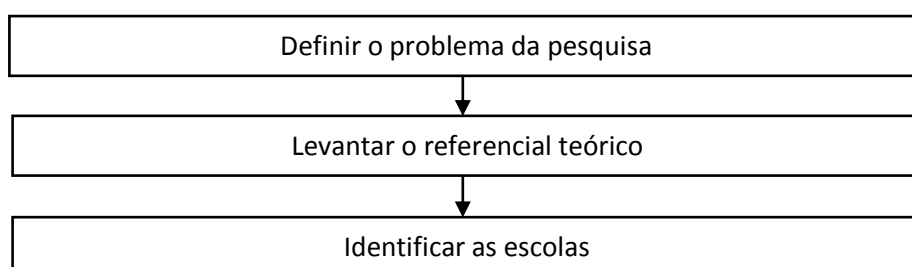 Definir o problema da pesquisa
Levantar o referencial teórico
Identificar as escolas